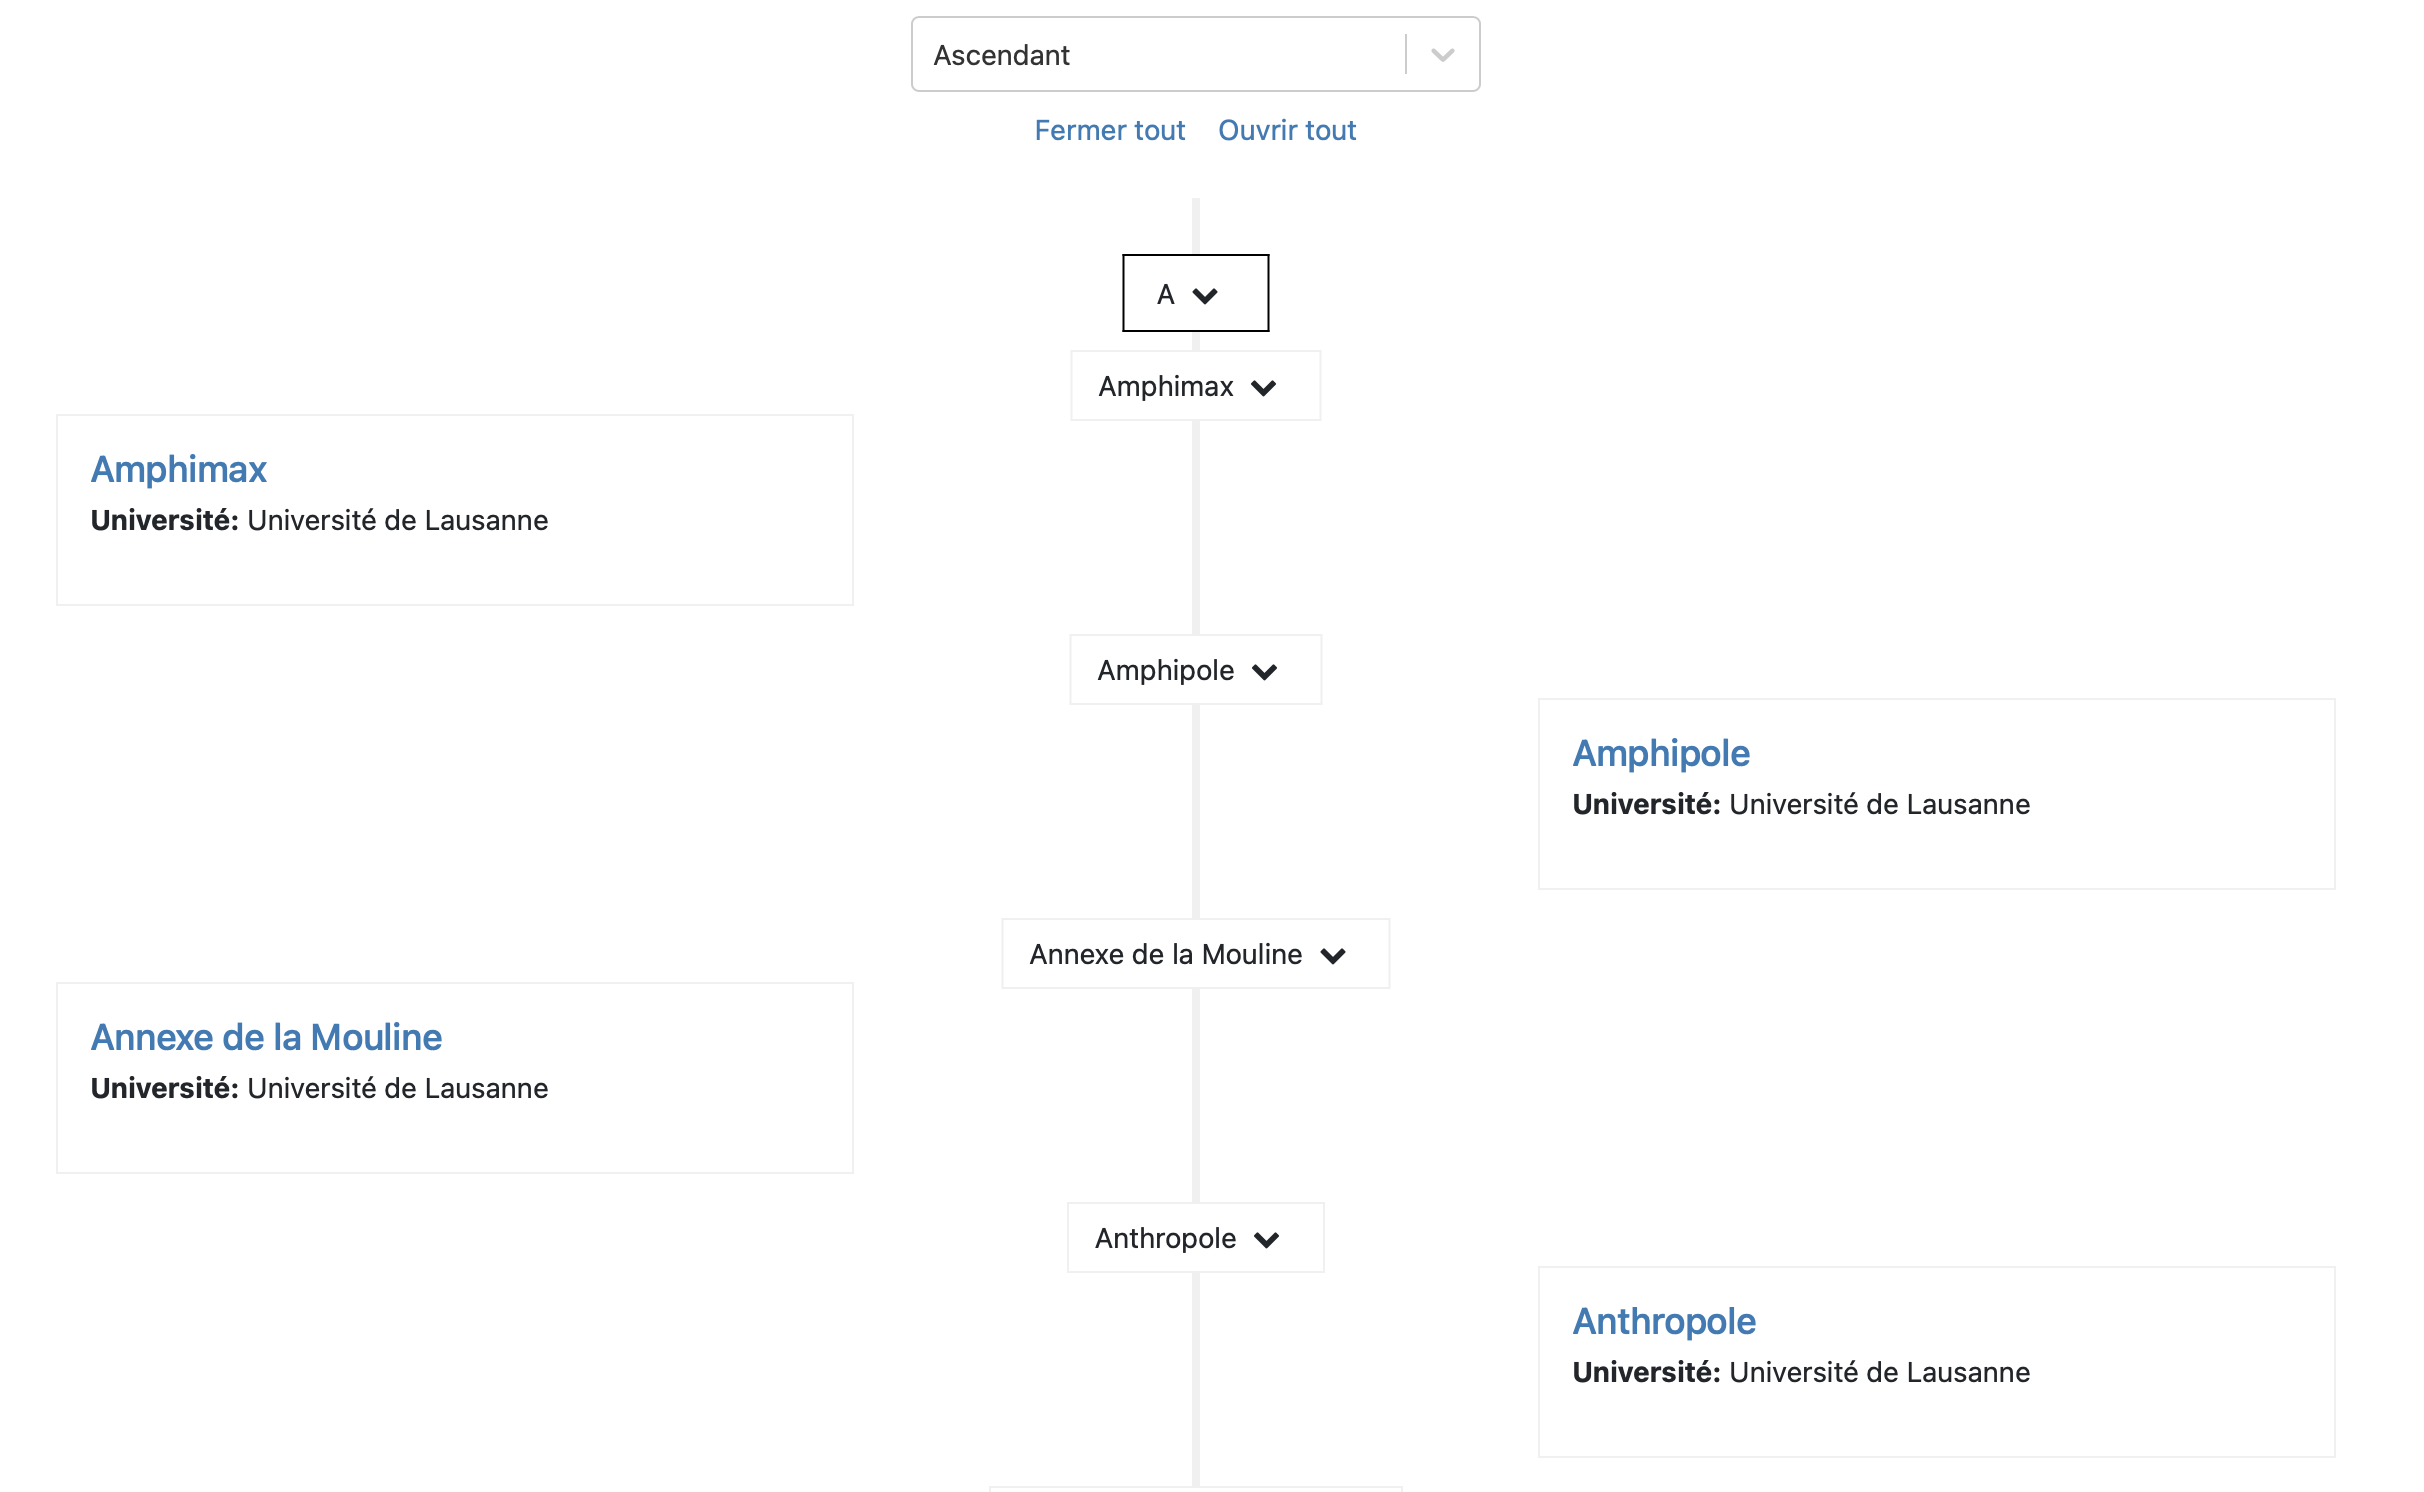 Ascendant
Fermer tout Ouvrir tout
A
Amphimax
Amphimax
Université: Université de Lausanne
Amphipole
Amphipole
Université: Université de Lausanne
Annexe de la Mouline
Annexe de la Mouline
Université: Université de Lausanne
Anthropole
Anthropole
Université: Université de Lausanne